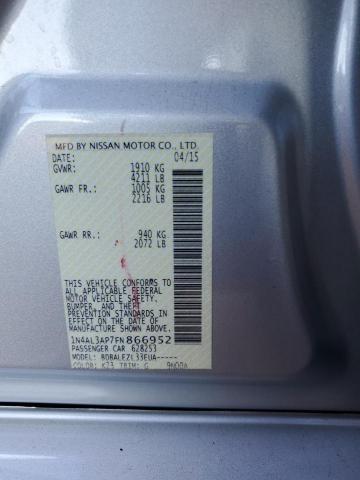 MFD BY NISSAN MOTOR CO., LTD.
DATE: 04/15
GVWR: 1910 KG
4211 LB
GAWR FR: 1005 KG
2216 LB
GAWR RR: 940 KG
2072 LB
THIS VEHICLE CONFORMS TO
ALL APPLICABLE FEDERAL
MOTOR VEHICLE SAFETY,
BUMPER, AND THEFT
PREVENTION STANDARDS IN
EFFECT ON THE DATE OF
MANUFACTURE SHOWN ABOVE.
1N4AL3AP7FN866952
PASSENGER CAR 628253
MODEL: BDBALEZL33EUA-----
COLOR: K23 TRIM: G